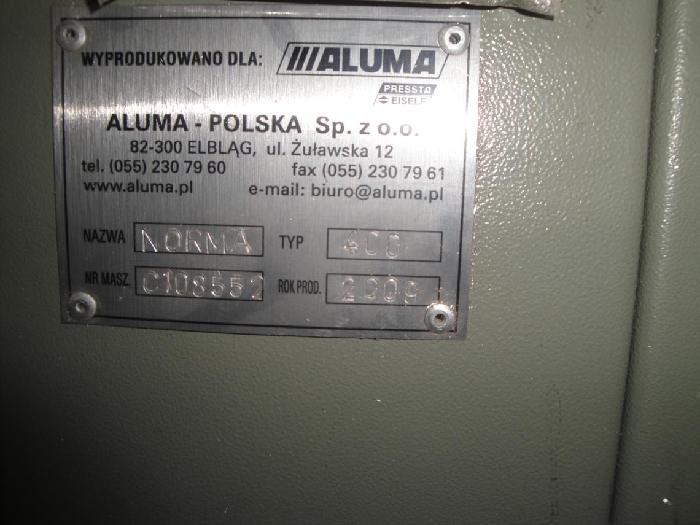 WYPRODUKOWANO DLA: ALUMA
PRESSTA
EISELE
ALUMA - POLSKA Sp. z o.o.
82-300 ELBLĄG, ul. Żuławska 12
tel. (055) 230 79 60 fax (055) 230 79 61
www.aluma.pl e-mail: biuro@aluma.pl
NAZWA NORMA TYP 400
NR MASZ. C108552 ROK PROD.